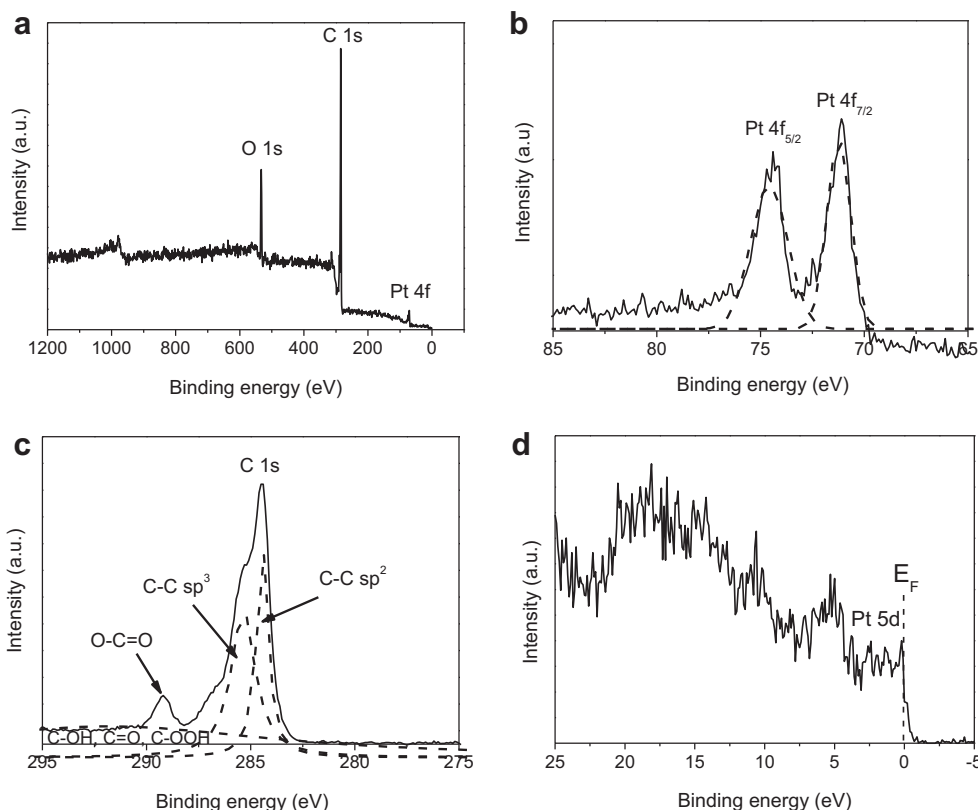 a
C 1s
O 1s
Pt 4f
Intensity (a.u.)
1200 1000 800 600 400 200 0
Binding energy (eV)
b
Pt 4f7/2
Pt 4f5/2
Intensity (a.u)
85 80 75 70 65
Binding energy (eV)
c
C 1s
C-C sp3
C-C sp2
O-C=O
C-OH, C=O, C-OOH
Intensity (a.u.)
295 290 285 280 275
Binding energy (eV)
d
EF
Pt 5d
Intensity (a.u.)
25 20 15 10 5 0 -5
Binding energy (eV)